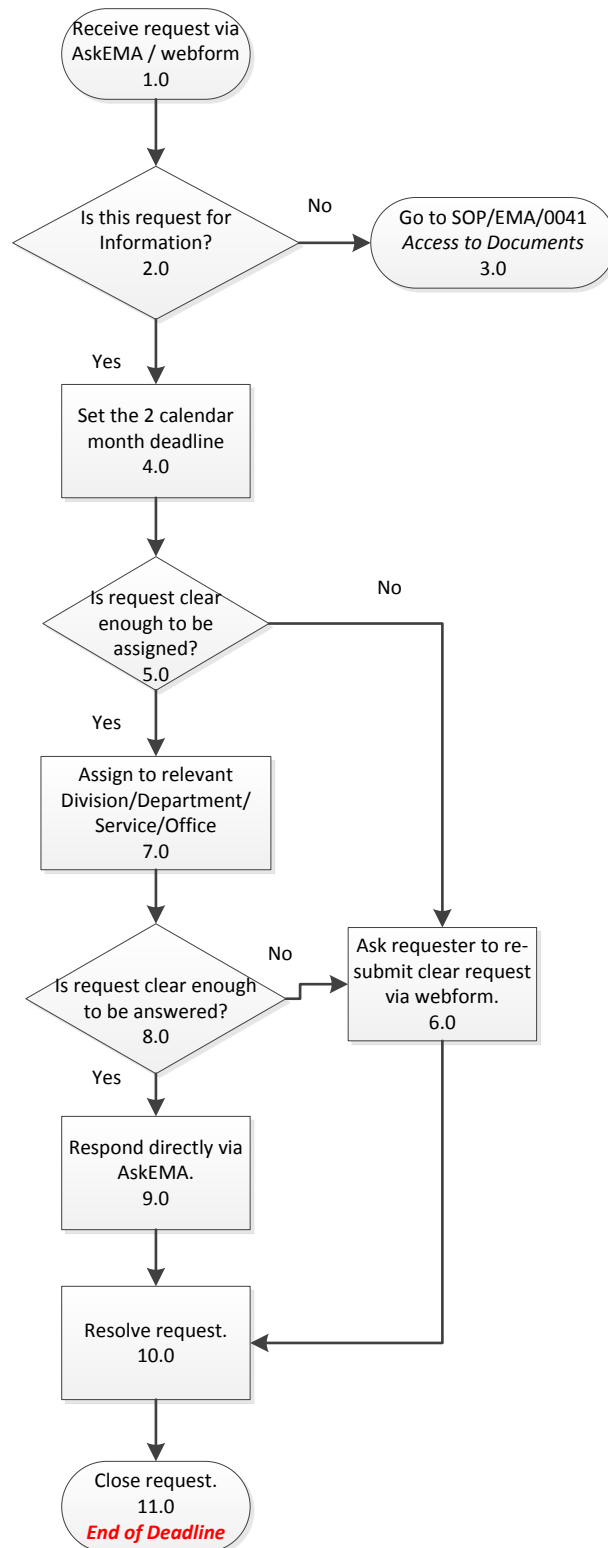 Receive request via
AskEMA / webform
1.0
Is this request for
Information?
2.0
No
Go to SOP/EMA/0041
Access to Documents
3.0
Yes
Set the 2 calendar
month deadline
4.0
Is request clear
enough to be
assigned?
5.0
No
Yes
Assign to relevant
Division/Department/
Service/Office
7.0
Is request clear enough
to be answered?
8.0
No
Ask requester to re-
submit clear request
via webform.
6.0
Yes
Respond directly via
AskEMA.
9.0
Resolve request.
10.0
Close request.
11.0
End of Deadline